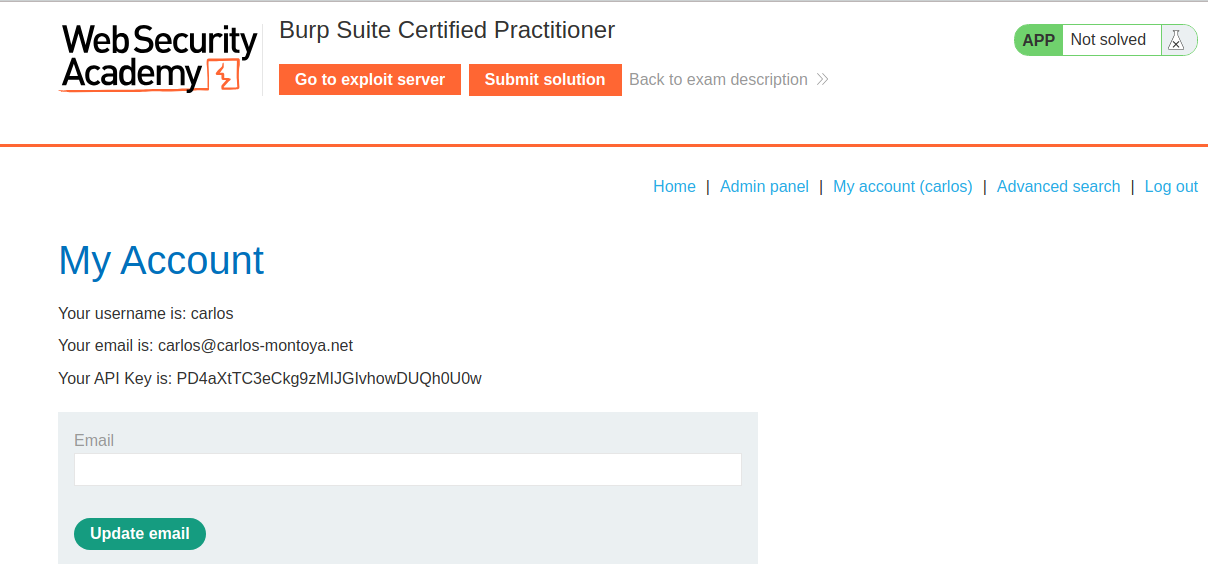 Web Security
Academy
Burp Suite Certified Practitioner
Go to exploit server Submit solution Back to exam description
APP Not solved
Home | Admin panel | My account (carlos) | Advanced search | Log out
My Account
Your username is: carlos
Your email is: carlos@carlos-montoya.net
Your API Key is: PD4aXtTC3eCkg9zMIJGIvhowDUQh0U0w
Email
Update email